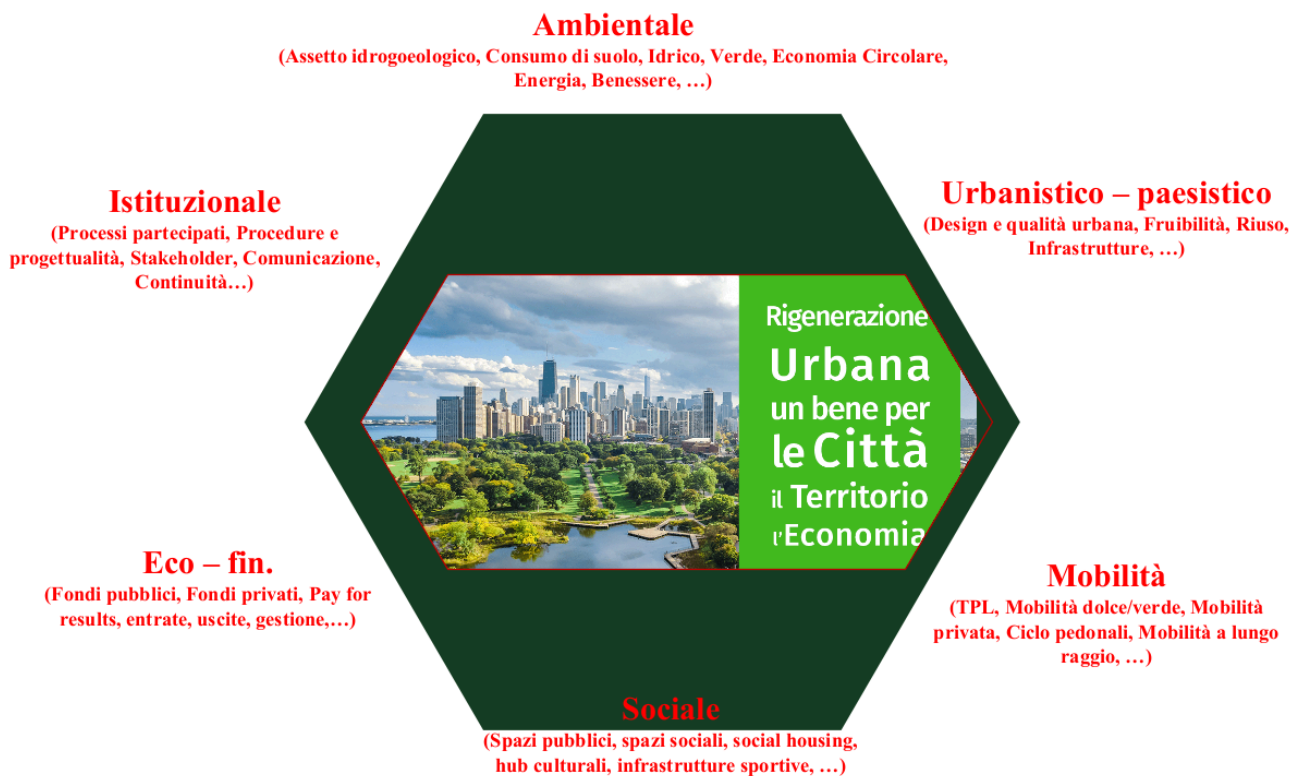 Ambientale
(Assetto idrogoeologico, Consumo di suolo, Idrico, Verde, Economia Circolare,
Energia, Benessere, …)
Istituzionale
(Processi partecipati, Procedure e
progettualità, Stakeholder, Comunicazione,
Continuità…)
Urbanistico – paesistico
(Design e qualità urbana, Fruibilità, Riuso,
Infrastrutture, …)
Rigenerazione
Urbana
un bene per
le Città
il Territorio
l'Economia
Eco – fin.
(Fondi pubblici, Fondi privati, Pay for
results, entrate, uscite, gestione,…)
Mobilità
(TPL, Mobilità dolce/verde, Mobilità
privata, Ciclo pedonali, Mobilità a lungo
raggio, …)
Sociale
(Spazi pubblici, spazi sociali, social housing,
hub culturali, infrastrutture sportive, …)